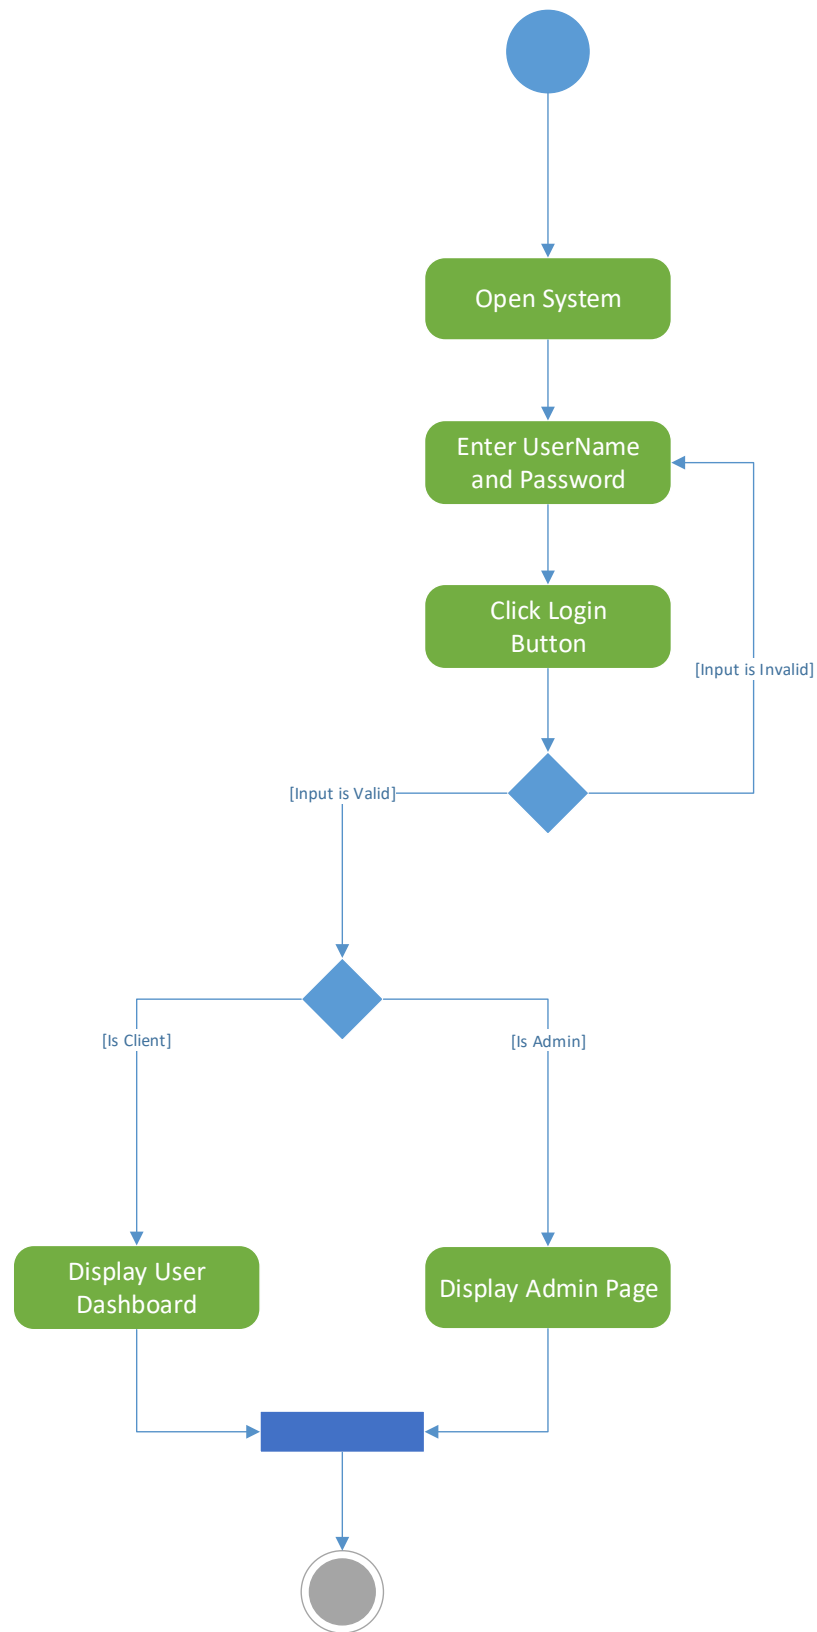 Open System
Enter UserName
and Password
Click Login
Button
[Input is Invalid]
[Input is Valid]
[Is Client]
[Is Admin]
Display User
Dashboard
Display Admin Page